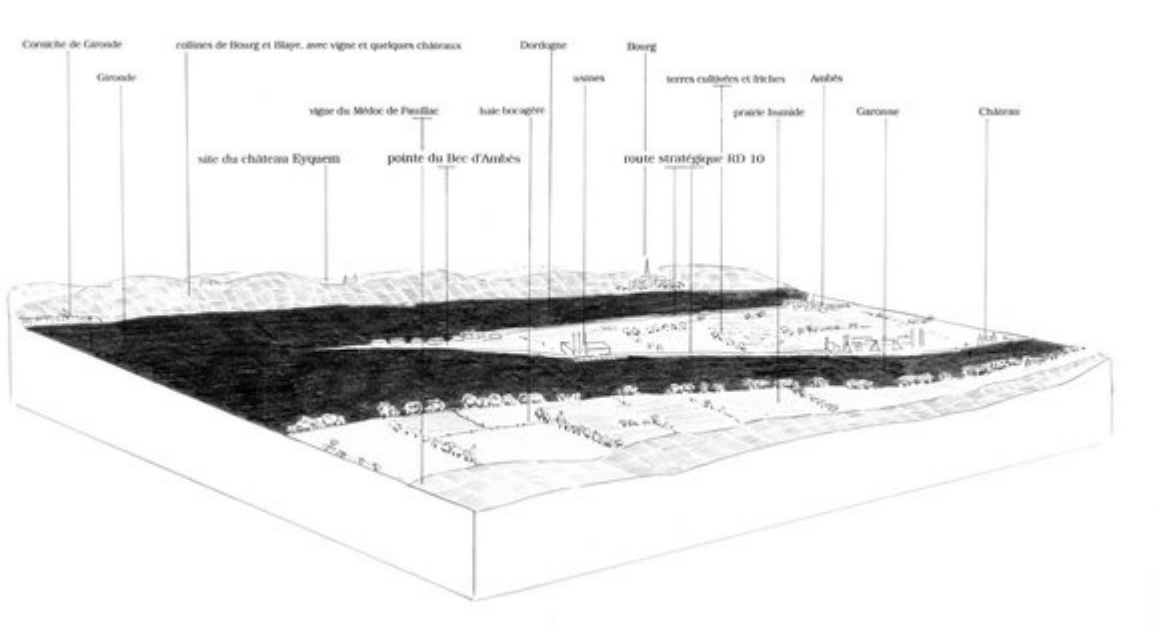 Corniche de Gironde
collines de Bourg et Blaye, avec vigne et quelques châteaux
Dordogne
Bourg
Gironde
usines
terres cultivées et friches
Ambès
vigne du Médoc de Pauillac
haie bocagère
prairie humide
Garonne
Château
site du château Eyquem
pointe du Bec d'Ambès
route stratégique RD 10